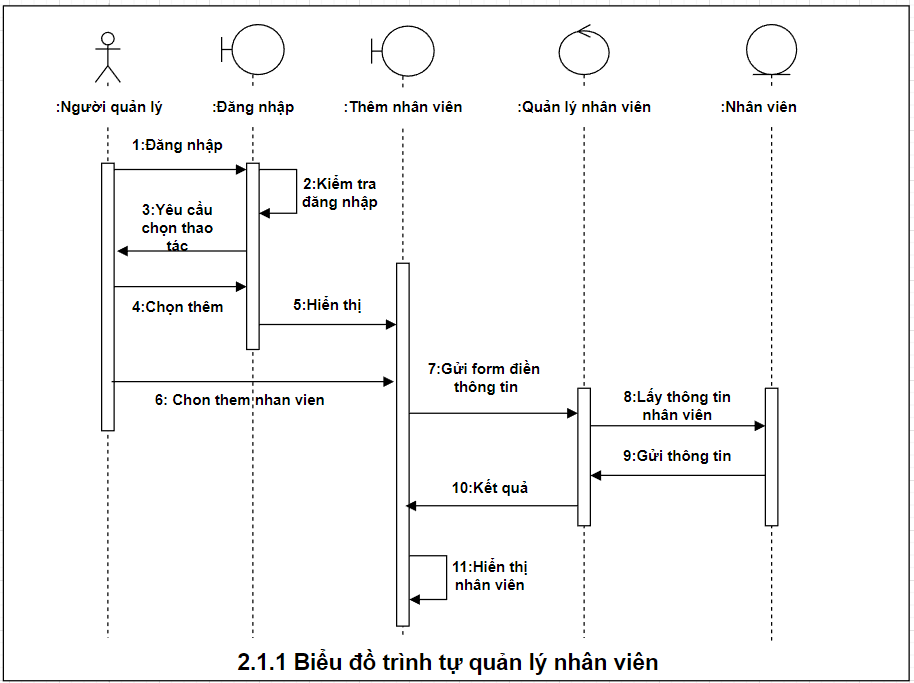 :Người quản lý
:Đăng nhập
:Thêm nhân viên
:Quản lý nhân viên
:Nhân viên
1:Đăng nhập
2:Kiểm tra
đăng nhập
3:Yêu cầu
chọn thao
tác
4:Chọn thêm
5:Hiển thị
6: Chon them nhan vien
7:Gửi form điền
thông tin
8:Lấy thông tin
nhân viên
9:Gửi thông tin
10:Kết quả
11:Hiển thị
nhân viên
2.1.1 Biểu đồ trình tự quản lý nhân viên